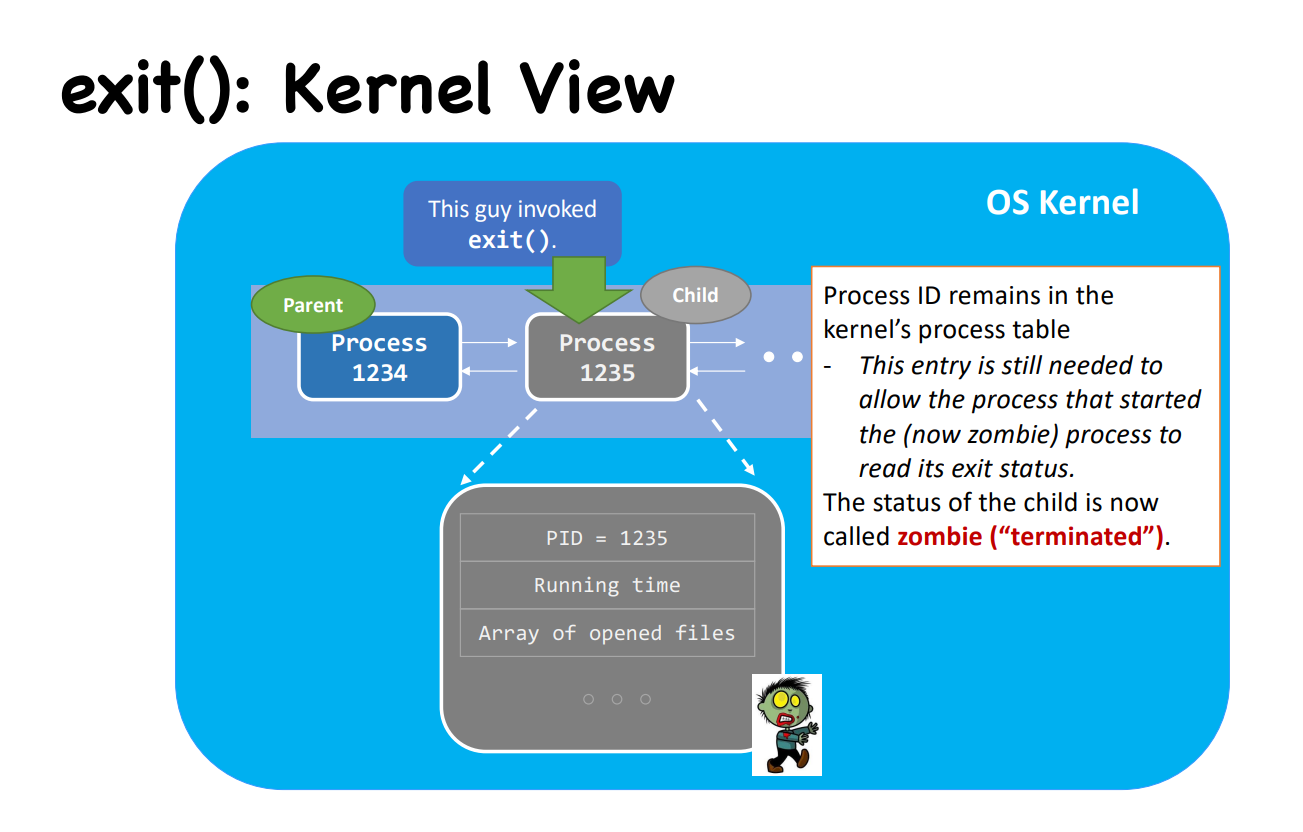 exit(): Kernel View
OS Kernel
This guy invoked
exit().
Parent
Child
Process
1234
Process
1235
Process ID remains in the
kernel’s process table
- This entry is still needed to
allow the process that started
the (now zombie) process to
read its exit status.
The status of the child is now
called zombie (“terminated”).
PID = 1235
Running time
Array of opened files